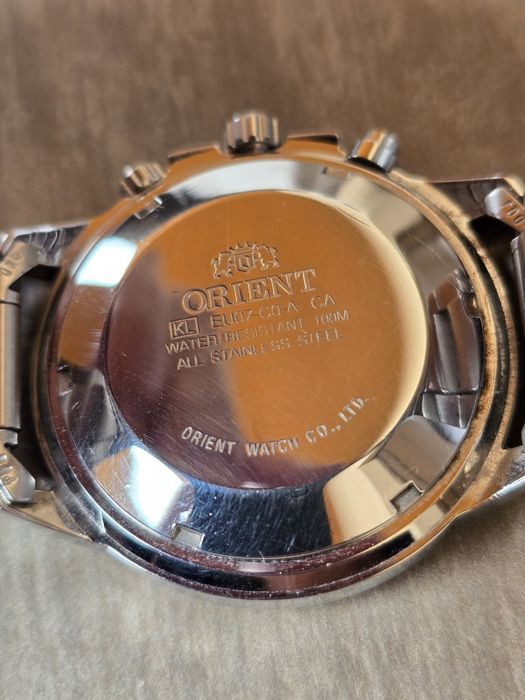 ORIENT
KL EU07-C0-A CA
WATER RESISTANT 100M
ALL STAINLESS STEEL
ORIENT WATCH CO., LTD.